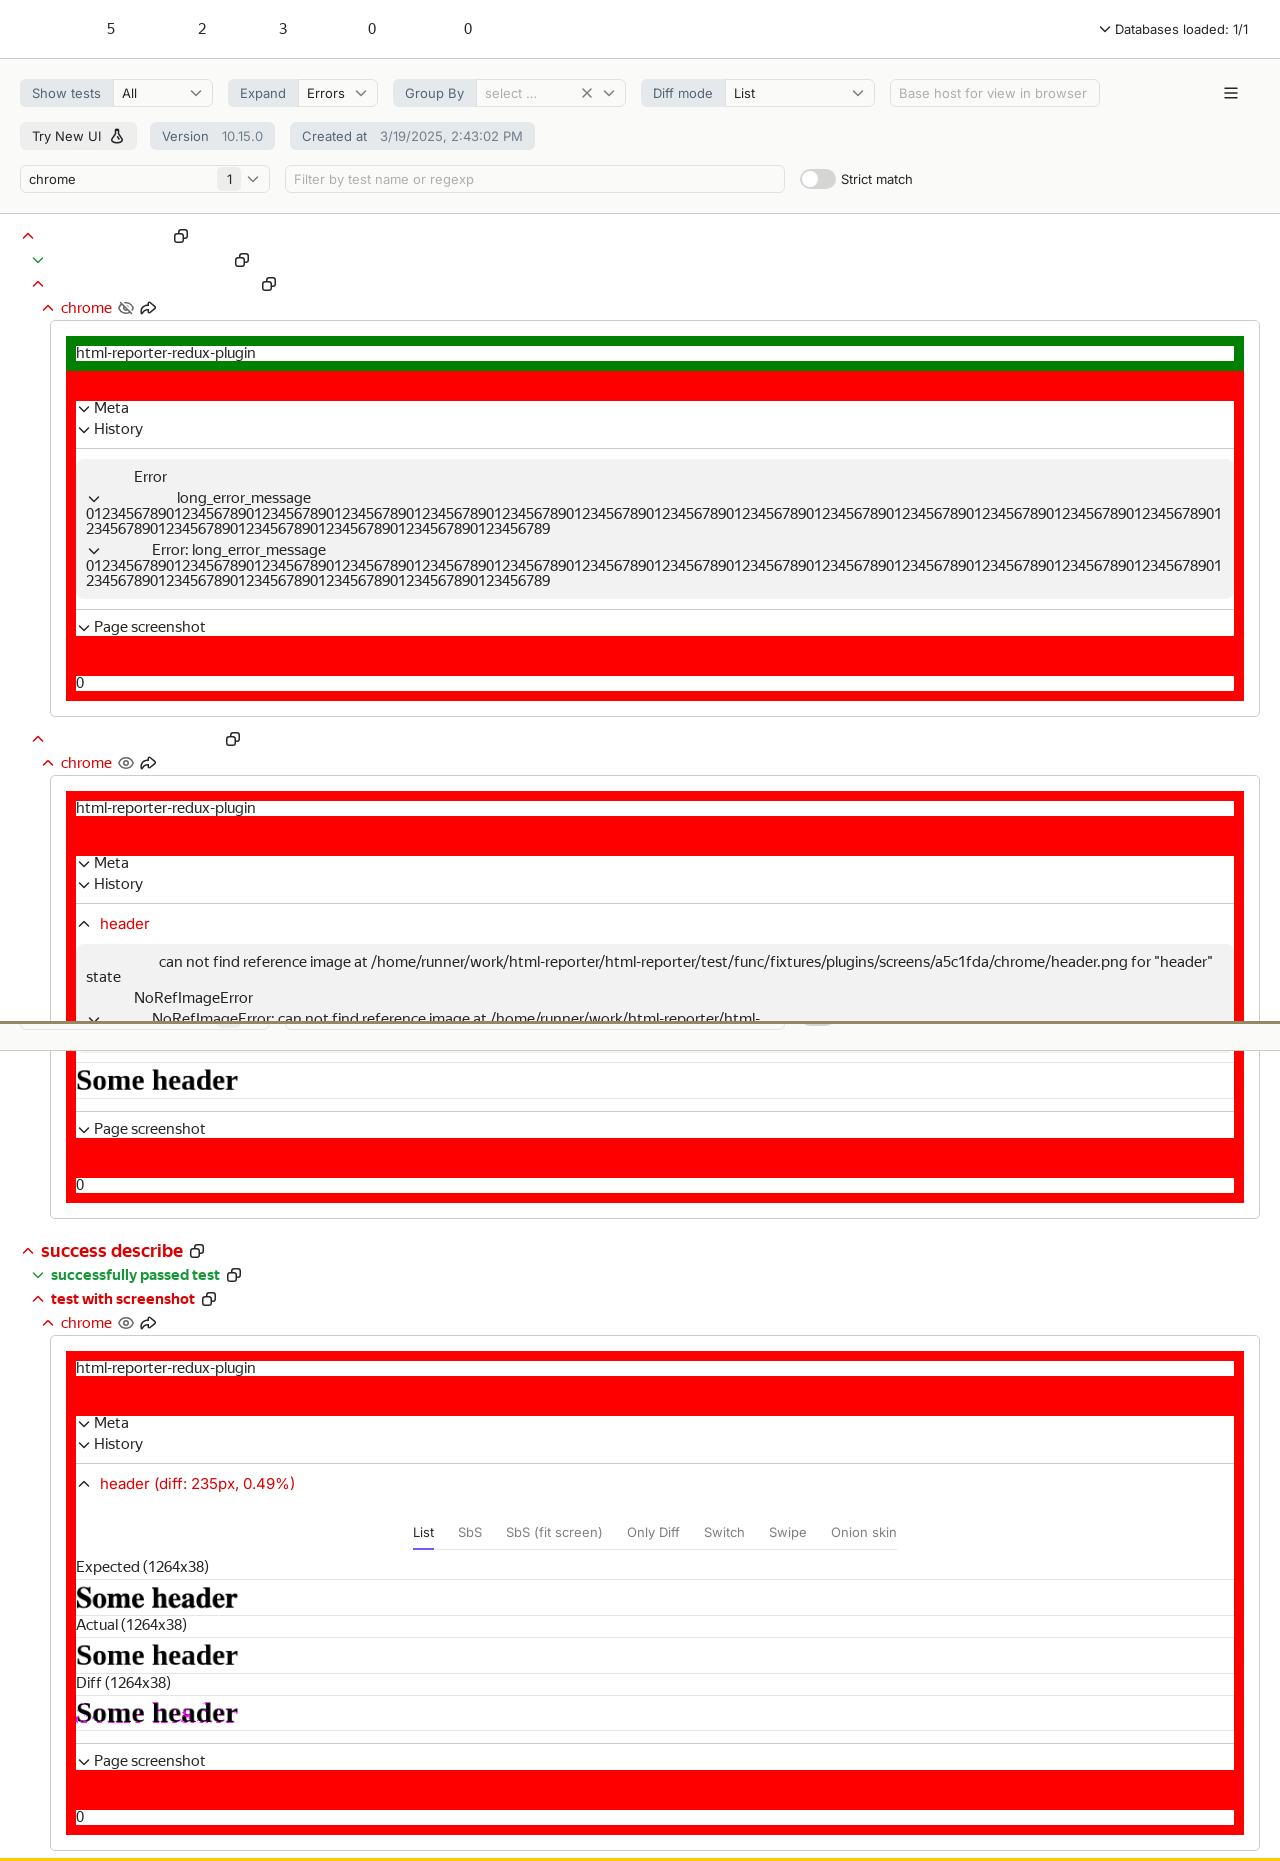 5 2 3 0 0 Databases loaded: 1/1
Show tests All Expand Errors Group By select ... Diff mode List Base host for view in browser
Try New UI Version 10.15.0 Created at 3/19/2025, 2:43:02 PM
chrome 1 Filter by test name or regexp Strict match
chrome
html-reporter-redux-plugin
Meta
History
Error
long_error_message
0123456789012345678901234567890123456789012345678901234567890123456789012345678901234567890123456789012345678901234567890123456789012345678901
2345678901234567890123456789012345678901234567890123456789
Error: long_error_message
0123456789012345678901234567890123456789012345678901234567890123456789012345678901234567890123456789012345678901234567890123456789012345678901
2345678901234567890123456789012345678901234567890123456789
Page screenshot
0
chrome
html-reporter-redux-plugin
Meta
History
header
can not find reference image at /home/runner/work/html-reporter/html-reporter/test/func/fixtures/plugins/screens/a5c1fda/chrome/header.png for "header"
state
NoRefImageError
NoRefImageError: can not find reference image at /home/runner/work/html-reporter/html-
Some header
Page screenshot
0
success describe
successfully passed test
test with screenshot
chrome
html-reporter-redux-plugin
Meta
History
header (diff: 235px, 0.49%)
List SbS SbS (fit screen) Only Diff Switch Swipe Onion skin
Expected (1264x38)
Some header
Actual (1264x38)
Some header
Diff (1264x38)
Some header
Page screenshot
0